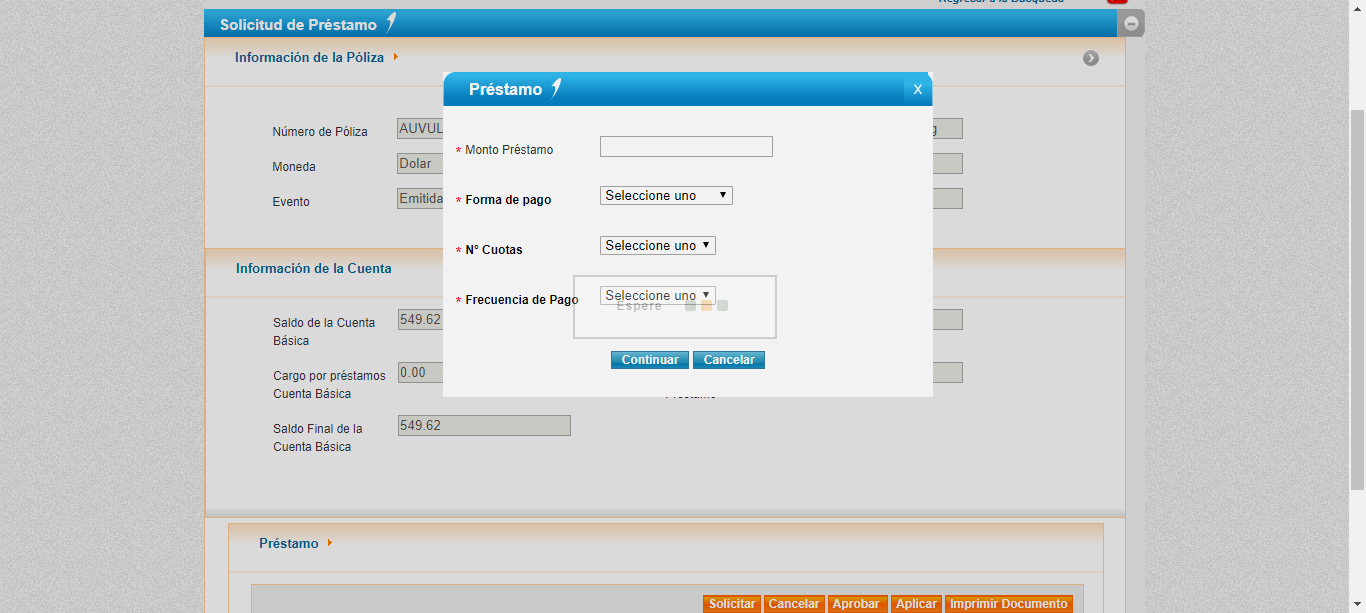 Regresar a la Búsqueda
Solicitud de Préstamo
Información de la Póliza
Préstamo
X
Número de Póliza AUVUL g
* Monto Préstamo
Moneda Dolar
* Forma de pago Seleccione uno
Evento Emitida
* N° Cuotas Seleccione uno
Información de la Cuenta
* Frecuencia de Pago Seleccione uno
Espere
Saldo de la Cuenta
Básica
549.62
Continuar Cancelar
Cargo por préstamos
Cuenta Básica
0.00
Préstamo
Saldo Final de la
Cuenta Básica
549.62
Préstamo
Solicitar Cancelar Aprobar Aplicar Imprimir Documento